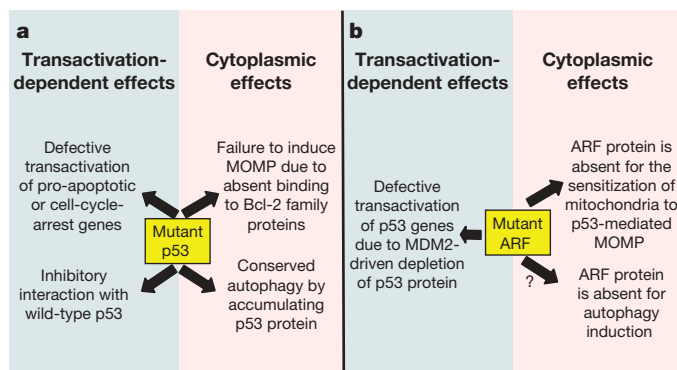 a
Transactivation-
dependent effects
Cytoplasmic
effects
Defective
transactivation
of pro-apoptotic
or cell-cycle-
arrest genes
Failure to induce
MOMP due to
absent binding
to Bcl-2 family
proteins
Mutant
p53
Inhibitory
interaction with
wild-type p53
Conserved
autophagy by
accumulating
p53 protein
b
Transactivation-
dependent effects
Cytoplasmic
effects
Defective
transactivation
of p53 genes
due to MDM2-
driven depletion
of p53 protein
Mutant
ARF
ARF protein is
absent for the
sensitization of
mitochondria to
p53-mediated
MOMP
?
ARF protein
is absent for
autophagy
induction